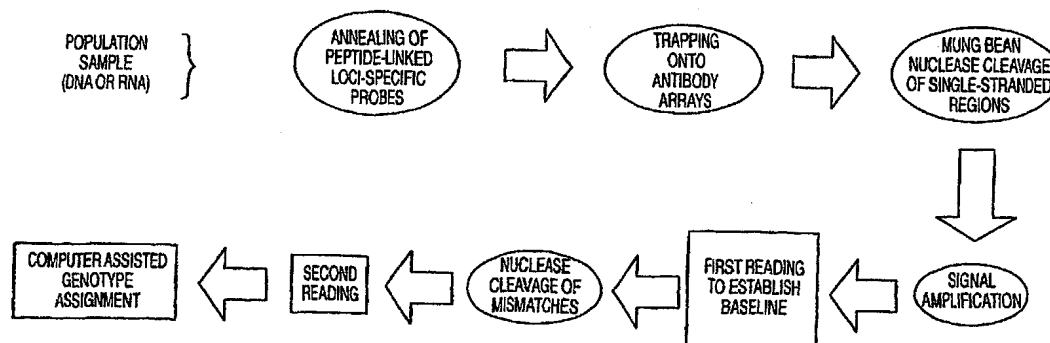 POPULATION
SAMPLE
(DNA OR RNA)
ANNEALING OF
PEPTIDE-LINKED
LOCI-SPECIFIC
PROBES
TRAPPING
ONTO
ANTIBODY
ARRAYS
MUNG BEAN
NUCLEASE CLEAVAGE
OF SINGLE-STRANDED
REGIONS
SIGNAL
AMPLIFICATION
FIRST READING
TO ESTABLISH
BASELINE
NUCLEASE
CLEAVAGE OF
MISMATCHES
SECOND
READING
COMPUTER ASSISTED
GENOTYPE
ASSIGNMENT